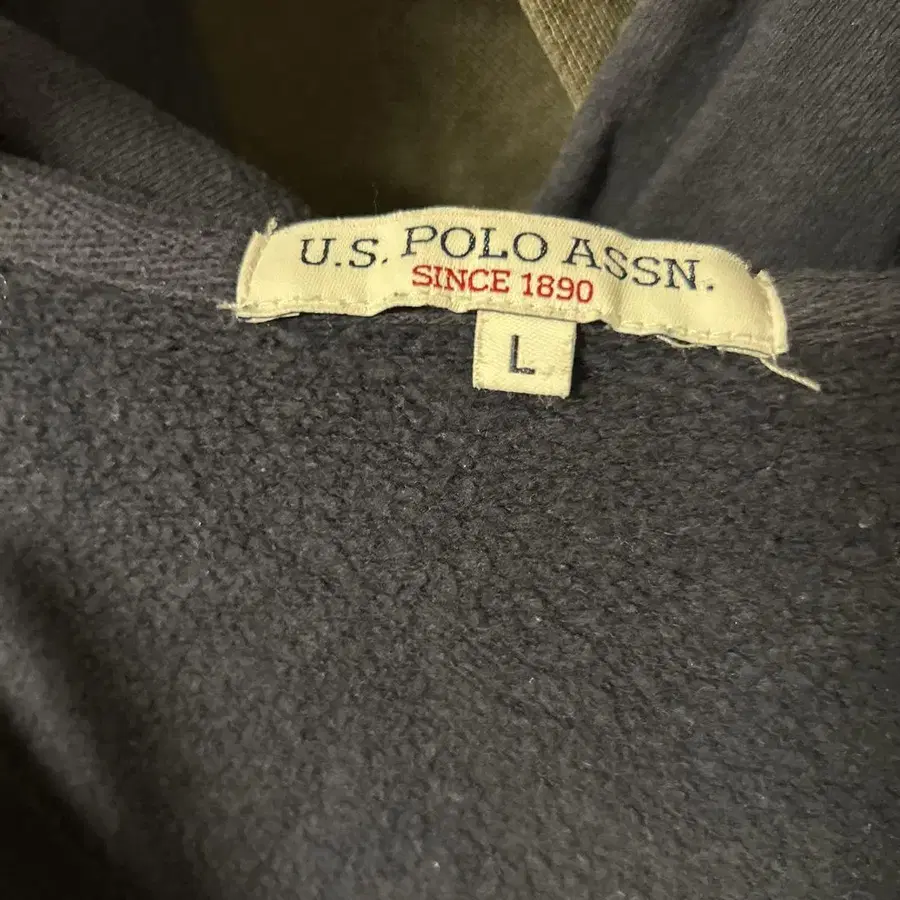 U.S. POLO ASSN.
SINCE 1890
L